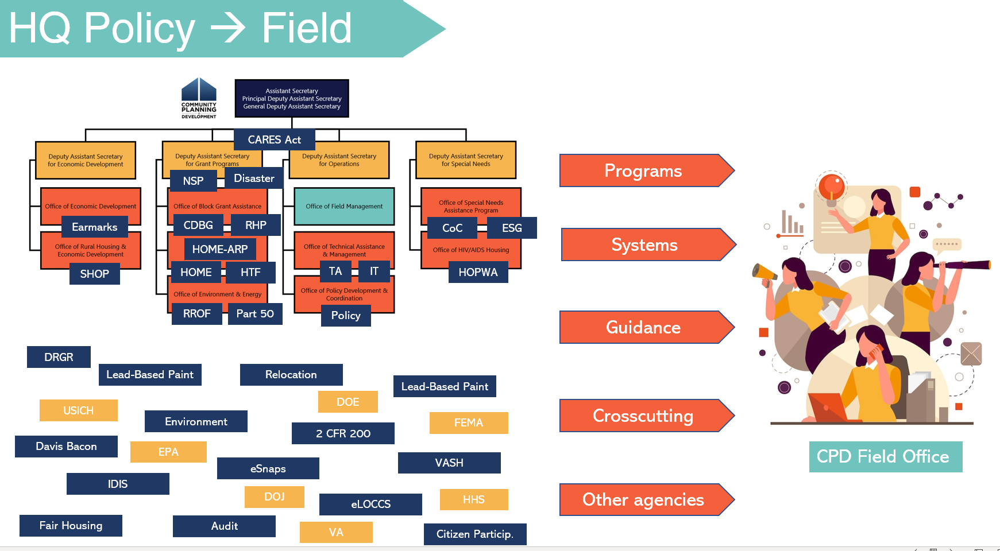 HQ Policy → Field
COMMUNITY
PLANNING
DEVELOPMENT
Assistant Secretary
Principal Deputy Assistant Secretary
General Deputy Assistant Secretary
CARES Act
Deputy Assistant Secretary
for Economic Development
Deputy Assistant Secretary
for Grant Programs
Deputy Assistant Secretary
for Operations
Deputy Assistant Secretary
for Special Needs
NSP
Disaster
Office of Economic Development
Earmarks
Office of Rural Housing &
Economic Development
SHOP
Office of Block Grant Assistance
CDBG
RHP
HOME-ARP
HOME
HTF
Office of Environment & Energy
RROF
Part 50
Office of Field Management
Office of Technical Assistance
& Management
TA
IT
Office of Policy Development &
Coordination
Policy
Office of Special Needs
Assistance Program
CoC
ESG
Office of HIV/AIDS Housing
HOPWA
DRGR
Lead-Based Paint
Relocation
Lead-Based Paint
USICH
DOE
Environment
FEMA
2 CFR 200
Davis Bacon
EPA
eSnaps
VASH
IDIS
DOJ
eLOCCS
HHS
Fair Housing
Audit
VA
Citizen Particip.
Programs
Systems
Guidance
Crosscutting
Other agencies
CPD Field Office